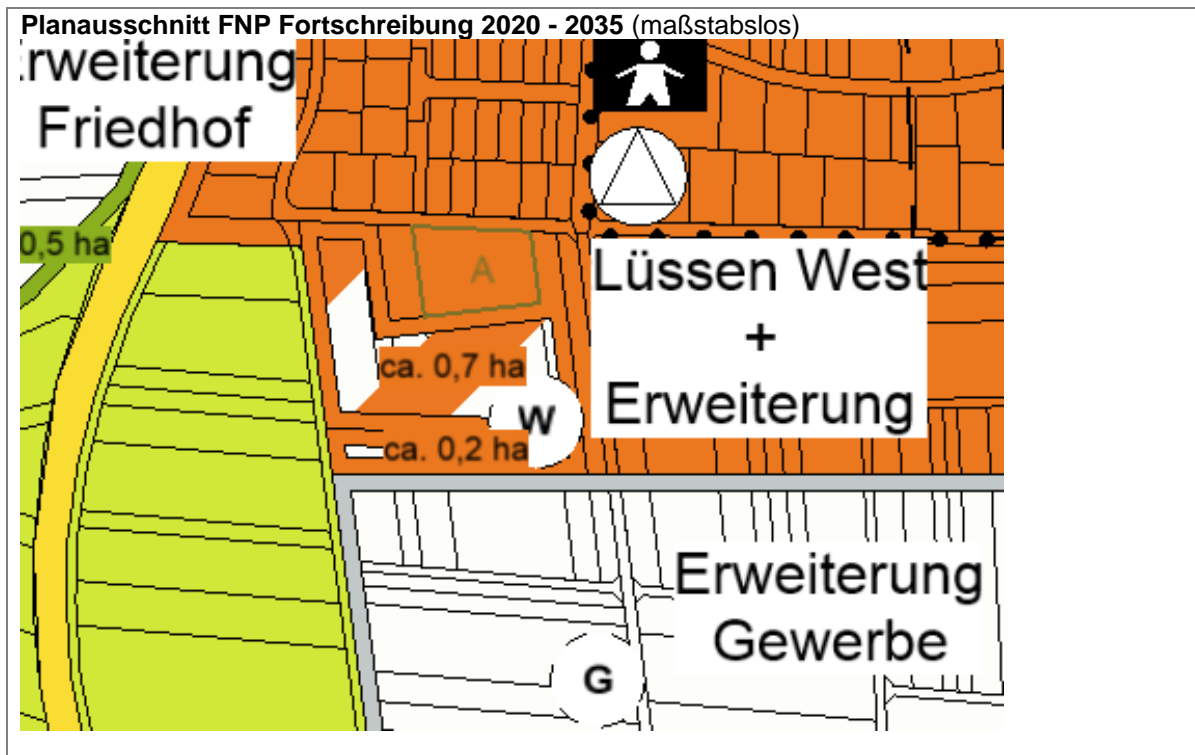 Planausschnitt FNP Fortschreibung 2020 - 2035 (maßstabslos)
rweiterung
Friedhof
0,5 ha
A
Lüssen West
+
Erweiterung
ca. 0,7 ha
W
ca. 0,2 ha
Erweiterung
Gewerbe
G